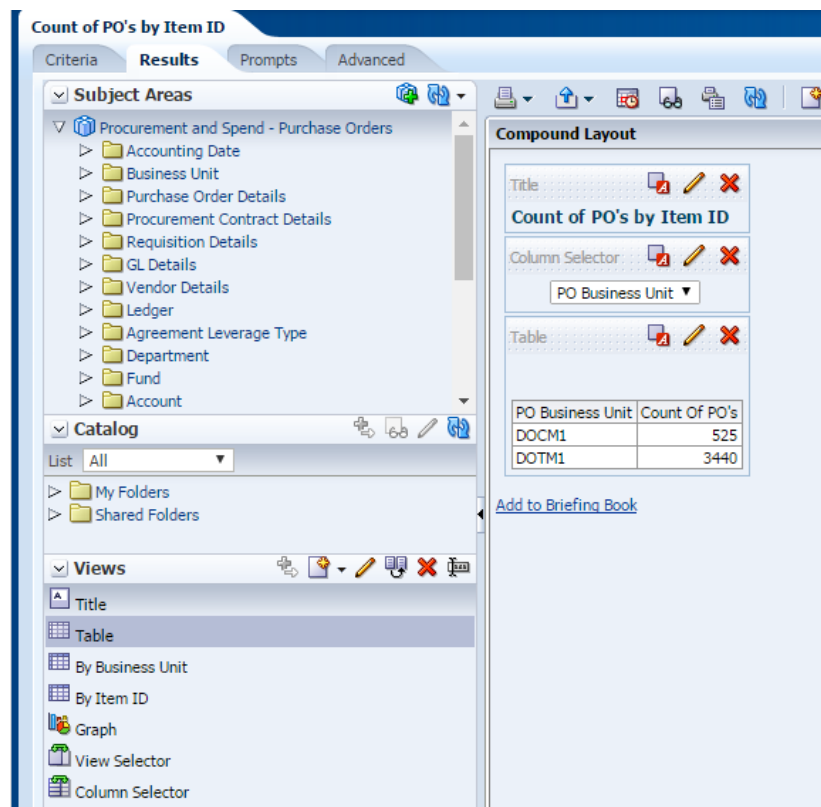 Count of PO's by Item ID
Criteria Results Prompts Advanced
Subject Areas
Procurement and Spend - Purchase Orders
Accounting Date
Business Unit
Purchase Order Details
Procurement Contract Details
Requisition Details
GL Details
Vendor Details
Ledger
Agreement Leverage Type
Department
Fund
Account
Catalog
List All
My Folders
Shared Folders
Views
Title
Table
By Business Unit
By Item ID
Graph
View Selector
Column Selector
Compound Layout
Title
Count of PO's by Item ID
Column Selector
PO Business Unit
Table
PO Business Unit Count Of PO's
DOCM1 525
DOTM1 3440
Add to Briefing Book